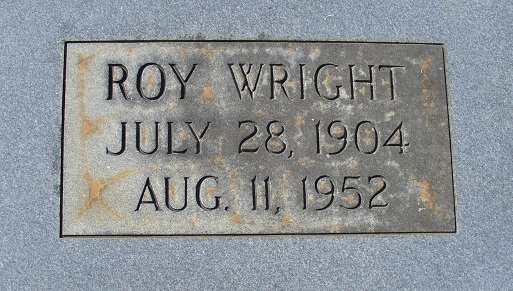 ROY WRIGHT
JULY 28, 1904
AUG. 11, 1952